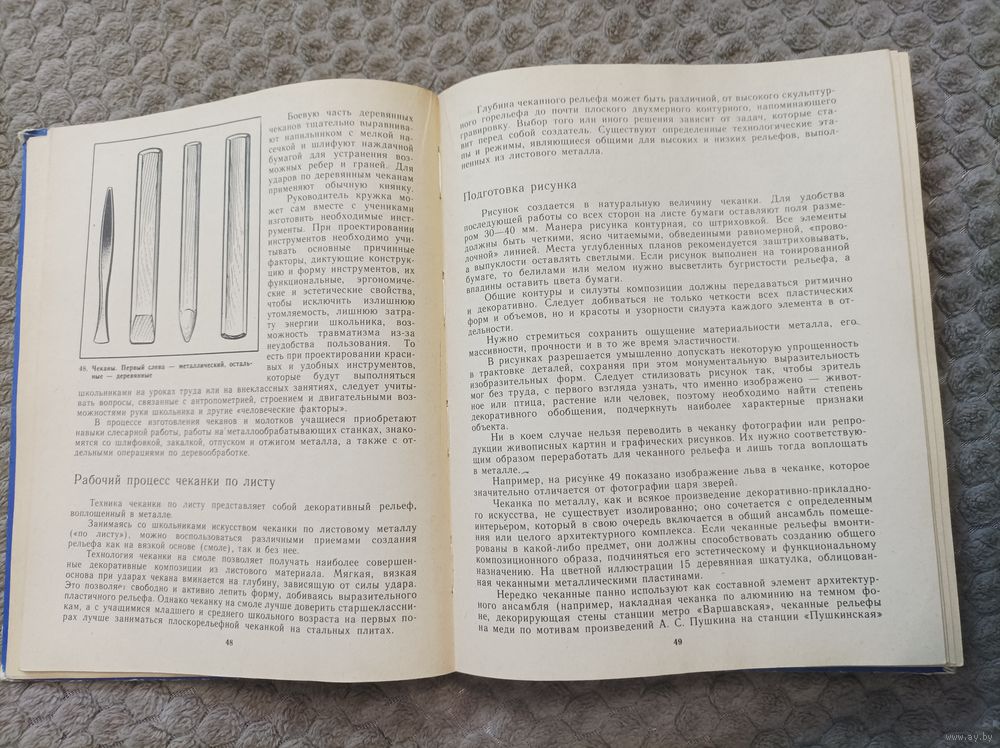 Боевую часть деревянных
чеканов тщательно выравнива-
ют напильником с мелкой на-
сечкой и шлифуют наждачной
бумагой для устранения воз-
можных ребер и граней. Для
ударов по деревянным чеканам
применяют обычную киянку.
Руководитель кружка мо-
жет сам вместе с учениками
изготовить необходимые инст-
рументы. При проектировании
инструментов необходимо учи-
тывать основные причинные
факторы, диктующие конструк-
цию и форму инструментов, их
функциональные, эргономиче-
ские и эстетические свойства,
чтобы исключить излишнюю
утомляемость, лишнюю затра-
ту энергии школьника, воз-
можность травматизма из-за
неудобства пользования. То
есть при проектировании краси-
вых и удобных инструментов,
которые будут выполняться
48. Чеканы. Первый слева — металлический, осталь-
ные — деревянные
школьниками на уроках труда или на внеклассных занятиях, следует учиты-
вать вопросы, связанные с антропометрией, строением и двигательными воз-
можностями руки школьника и другие «человеческие факторы».
В процессе изготовления чеканов и молотков учащиеся приобретают
навыки слесарной работы, работы на металлообрабатывающих станках, знако-
мятся со шлифовкой, закалкой, отпуском и отжигом металла, а также с от-
дельными операциями по деревообработке.
Рабочий процесс чеканки по листу
Техника чеканки по листу представляет собой декоративный рельеф,
воплощенный в металле.
Занимаясь со школьниками искусством чеканки по листовому металлу
(«по листу»), можно воспользоваться различными приемами создания
рельефа как на вязкой основе (смоле), так и без нее.
Технология чеканки на смоле позволяет получать наиболее совершен-
ные декоративные композиции из листового материала. Мягкая, вязкая
основа при ударах чекана вминается на глубину, зависящую от силы удара.
Это позволяет свободно и активно лепить форму, добиваясь выразительного
пластичного рельефа. Однако чеканку на смоле лучше доверить старшеклассни-
кам, а с учащимися младшего и среднего школьного возраста на первых по-
рах лучше заниматься плоскорельефной чеканкой на стальных плитах.
48
Глубина чеканного рельефа может быть различной, от высокого скульптур-
ного горельефа до почти плоского двухмерного контурного, напоминающего
гравировку. Выбор того или иного решения зависит от задач, которые ста-
вит перед собой создатель. Существуют определенные технологические эта-
пы и режимы, являющиеся общими для высоких и низких рельефов, выпол-
ненных из листового металла.
Подготовка рисунка
Рисунок создается в натуральную величину чеканки. Для удобства
последующей работы со всех сторон на листе бумаги оставляют поля разме-
ром 30—40 мм. Манера рисунка контурная, со штриховкой. Все элементы
должны быть четкими, ясно читаемыми, обведенными равномерной, «прово-
лочной» линией. Места углубленных планов рекомендуется заштриховывать,
а выпуклости оставлять светлыми. Если рисунок выполнен на тонированной
бумаге, то белилами или мелом нужно высветлить бугристости рельефа, а
впадины оставить цвета бумаги.
Общие контуры и силуэты композиции должны передаваться ритмично
и декоративно. Следует добиваться не только четкости всех пластических
форм и объемов, но и красоты и узорности силуэта каждого элемента в от-
дельности.
Нужно стремиться сохранить ощущение материальности металла, его
массивности, прочности и в то же время эластичности.
В рисунках разрешается умышленно допускать некоторую упрощенность
в трактовке деталей, сохраняя при этом монументальную выразительность
изобразительных форм. Следует стилизовать рисунок так, чтобы зритель
мог без труда, с первого взгляда узнать, что именно изображено — живот-
ное или птица, растение или человек, поэтому необходимо найти степень
декоративного обобщения, подчеркнуть наиболее характерные признаки
объекта.
Ни в коем случае нельзя переводить в чеканку фотографии или репро-
дукции живописных картин и графических рисунков. Их нужно соответствую-
щим образом переработать для чеканного рельефа и лишь тогда воплощать
в металле.
Например, на рисунке 49 показано изображение льва в чеканке, которое
значительно отличается от фотографии царя зверей.
Чеканка по металлу, как и всякое произведение декоративно-прикладно-
го искусства, не существует изолированно; оно сочетается с определенным
интерьером, который в свою очередь включается в общий ансамбль помеще-
ния или целого архитектурного комплекса. Если чеканные рельефы вмонти-
рованы в какой-либо предмет, они должны способствовать созданию общего
композиционного образа, подчиняться его эстетическому и функциональному
назначению. На цветной иллюстрации 15 деревянная шкатулка, облицован-
ная чеканными металлическими пластинами.
Нередко чеканные панно используют как составной элемент архитектур-
ного ансамбля (например, накладная чеканка по алюминию на темном фо-
не, декорирующая стены станции метро «Варшавская», чеканные рельефы
на меди по мотивам произведений А. С. Пушкина на станции «Пушкинская»
49
www.ay.by